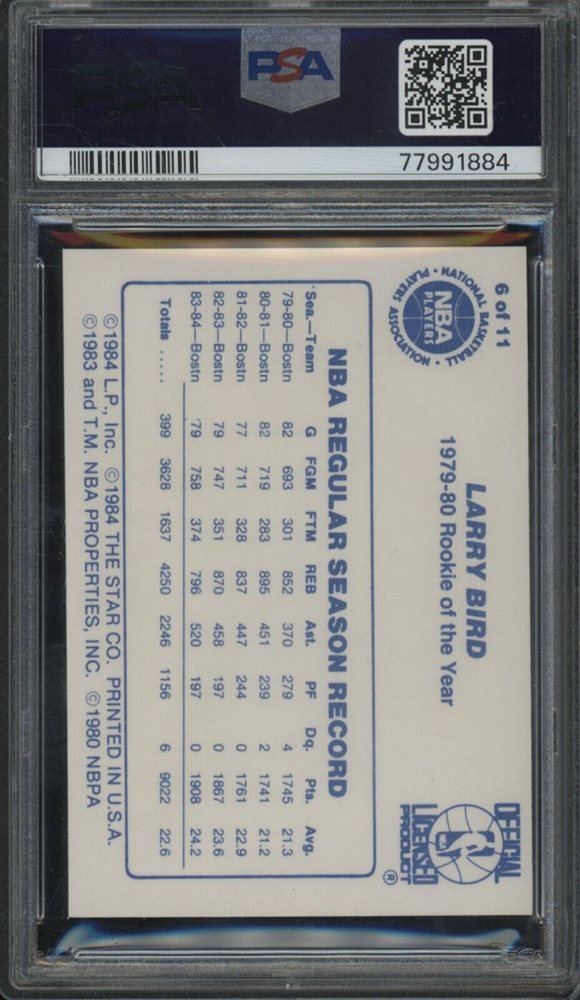 PSA
77991884
6 of 11
NATIONAL BASKETBALL
PLAYERS ASSOCIATION
NBA
PLAYERS
LARRY BIRD
1979-80 Rookie of the Year
OFFICIAL
NBA
LICENSED
PRODUCT
®
NBA REGULAR SEASON RECORD
Sea.—Team G FGM FTM REB Ast. PF Dq. Pts. Avg.
79-80—Bostn 82 693 301 852 370 279 4 1745 21.3
80-81—Bostn 82 719 283 895 451 239 2 1741 21.2
81-82—Bostn 77 711 328 837 447 244 0 1761 22.9
82-83—Bostn 79 747 351 870 458 197 0 1867 23.6
83-84—Bostn '79 758 374 796 520 197 0 1908 24.2
Totals ..... 399 3628 1637 4250 2246 1156 6 9022 22.6
©1984 L.P., Inc. ©1984 THE STAR CO. PRINTED IN U.S.A.
©1983 and T.M. NBA PROPERTIES, INC. ©1980 NBPA